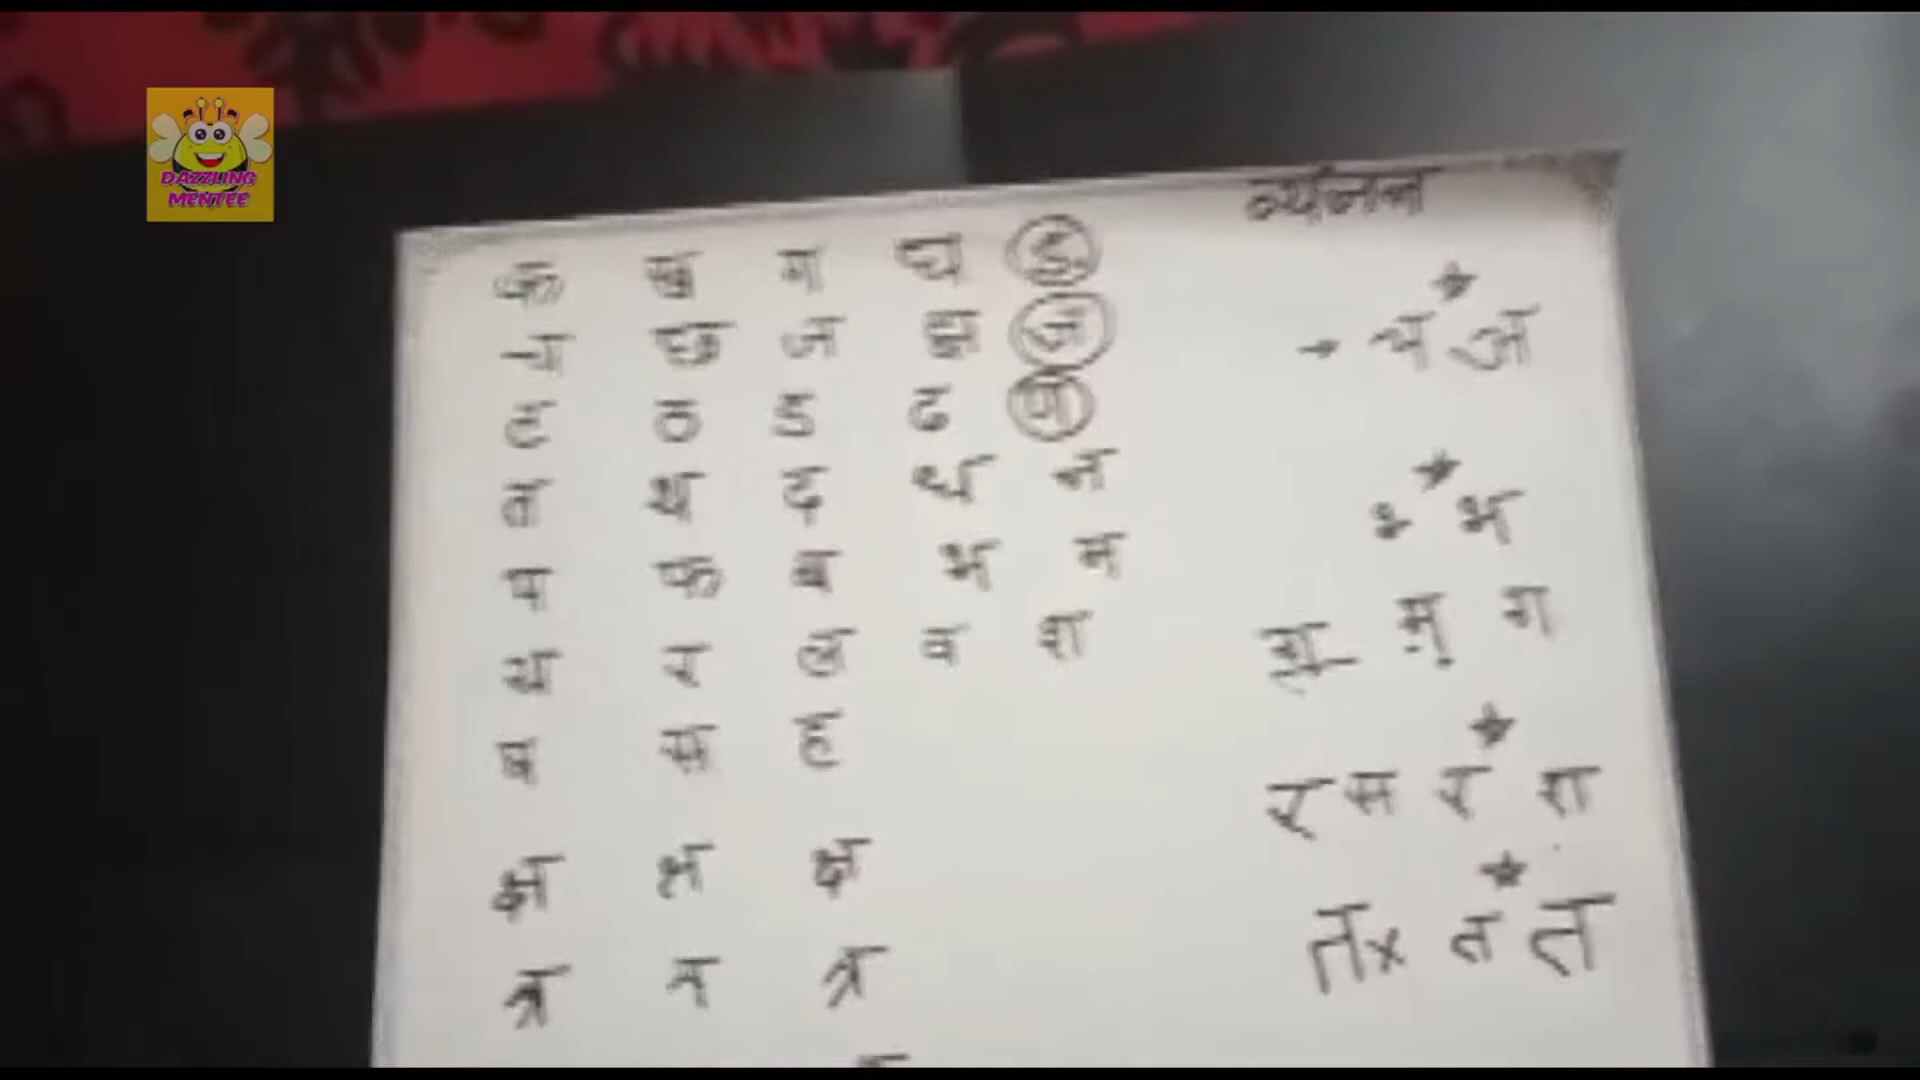 DAZZLING
MENTEE
व्यंजन
क ख ग घ ङ
च छ ज झ ञ
ट ठ ड ढ ण
त थ द ध न
प फ ब भ म
य र ल व श
ष स ह
क्ष क्ष
त्र त्र
अ
भ
म ग
र स र श
त x त त